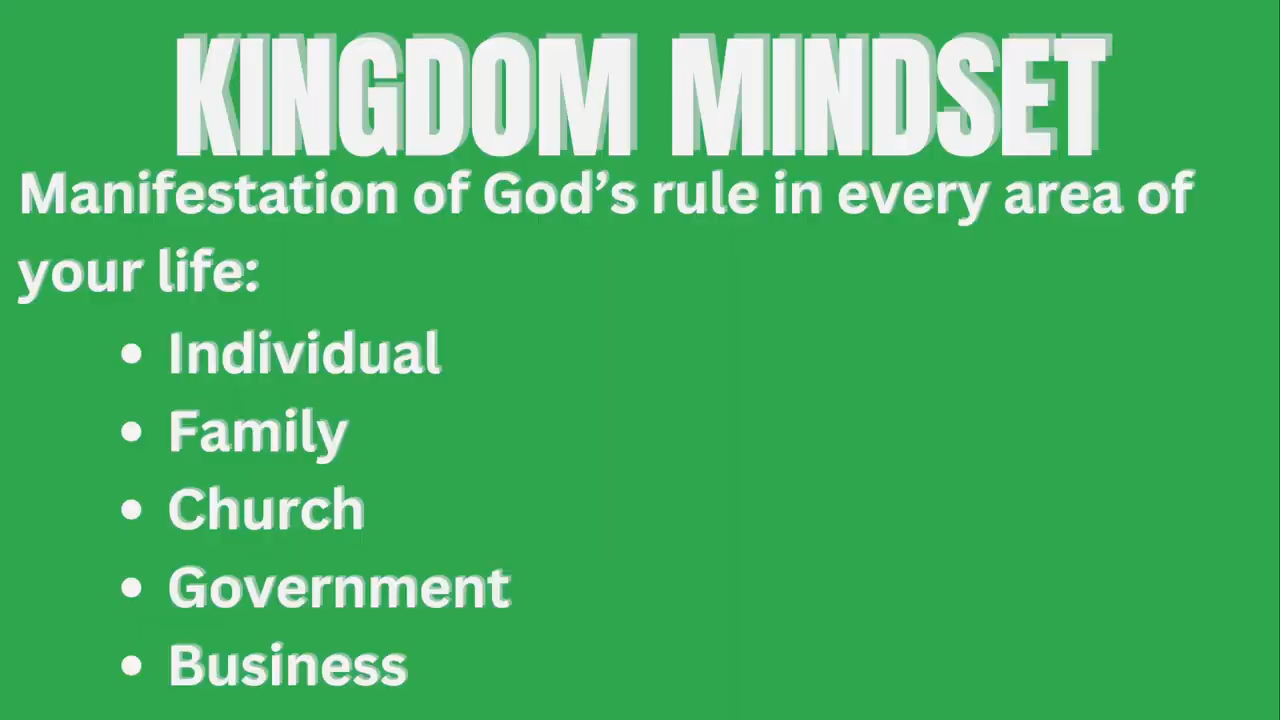 KINGDOM MINDSET
Manifestation of God’s rule in every area of
your life:
• Individual
• Family
• Church
• Government
• Business